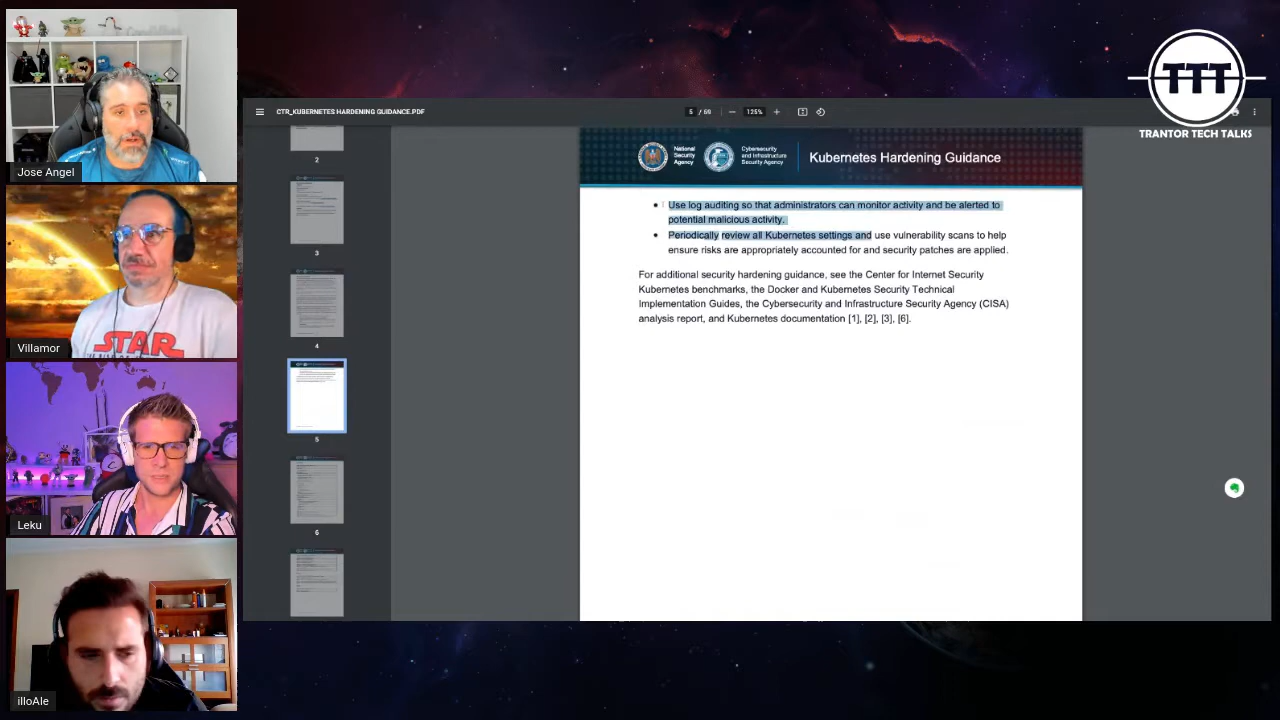 Jose Angel
Villamor
STAR
Leku
illoAle
TTT
TRANTOR TECH TALKS
CTR_KUBERNETES HARDENING GUIDANCE.PDF
5 / 69
125%
2
3
4
5
6
National
Security
Agency
Cybersecurity
and Infrastructure
Security Agency
Kubernetes Hardening Guidance
• Use log auditing so that administrators can monitor activity and be alerted to
potential malicious activity.
• Periodically review all Kubernetes settings and use vulnerability scans to help
ensure risks are appropriately accounted for and security patches are applied.
For additional security hardening guidance, see the Center for Internet Security
Kubernetes benchmarks, the Docker and Kubernetes Security Technical
Implementation Guides, the Cybersecurity and Infrastructure Security Agency (CISA)
analysis report, and Kubernetes documentation [1], [2], [3], [6].